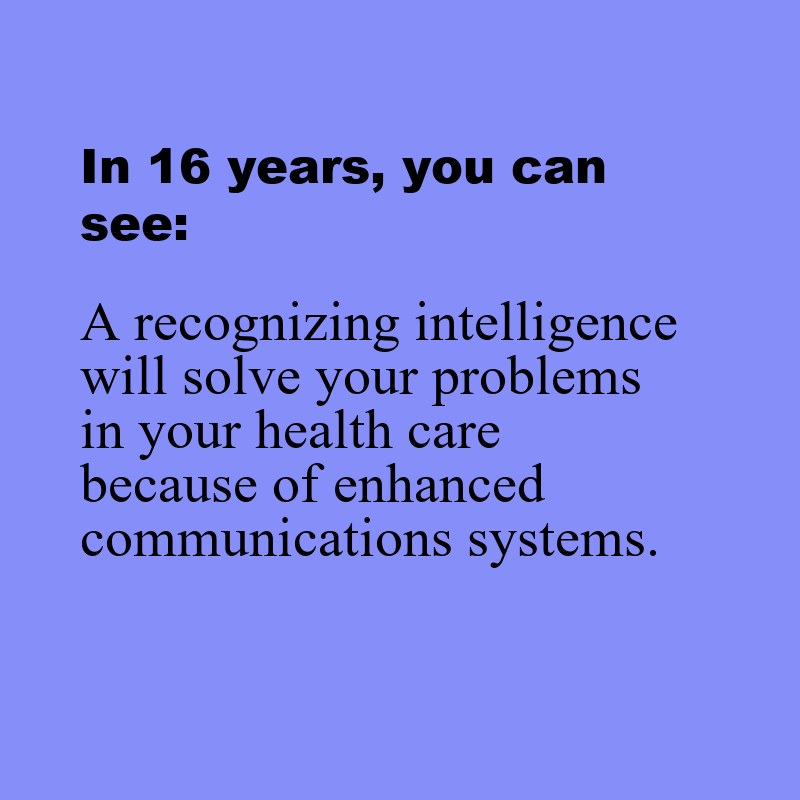 In 16 years, you can
see:
A recognizing intelligence
will solve your problems
in your health care
because of enhanced
communications systems.